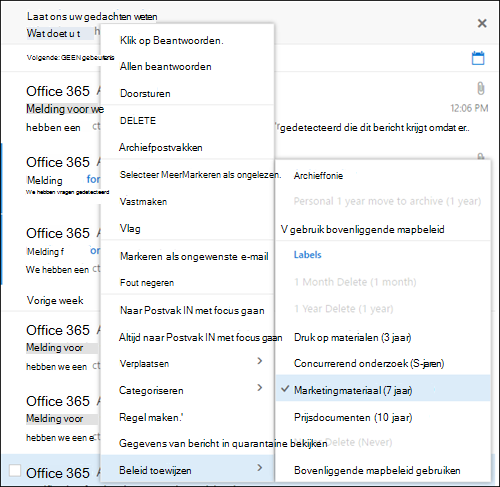 Laat ons uw gedachten weten
Wat doet u t
Volgende: GEEN gebeurtenis
Office 365
Melding voor we
hebben een
12:06 PM
gedetecteerd die dit bericht krijgt omdat er..
Office 365
Melding
We hebben vragen gedetecteerd
Office 365
Melding f
We hebben een
Vorige week
Office 365
Melding voor
hebben we een
Office 365
Melding voor
hebben we een e
Office 365
Klik op Beantwoorden.
Allen beantwoorden
Doorsturen
DELETE
Archiefpostvakken
Selecteer MeerMarkeren als ongelezen.
Vastmaken
Vlag
Markeren als ongewenste e-mail
Fout negeren
Naar Postvak IN met focus gaan
Altijd naar Postvak IN met focus gaan
Verplaatsen
Categoriseren
Regel maken.'
Gegevens van bericht in quarantaine bekijken
Beleid toewijzen
Archieffonie
Personal 1 year move to archive (1 year)
V gebruik bovenliggende mapbeleid
Labels
1 Month Delete (1 month)
1 Year Delete (1 year)
Druk op materialen (3 jaar)
Concurrerend onderzoek (S-jaren)
Marketingmateriaal (7 jaar)
Prijsdocumenten (10 jaar)
Delete (Never)
Bovenliggende mapbeleid gebruiken